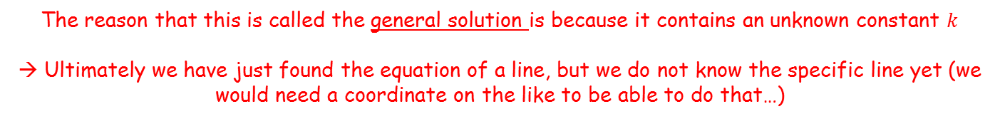 The reason that this is called the general solution is because it contains an unknown constant k
→ Ultimately we have just found the equation of a line, but we do not know the specific line yet (we
would need a coordinate on the like to be able to do that…)